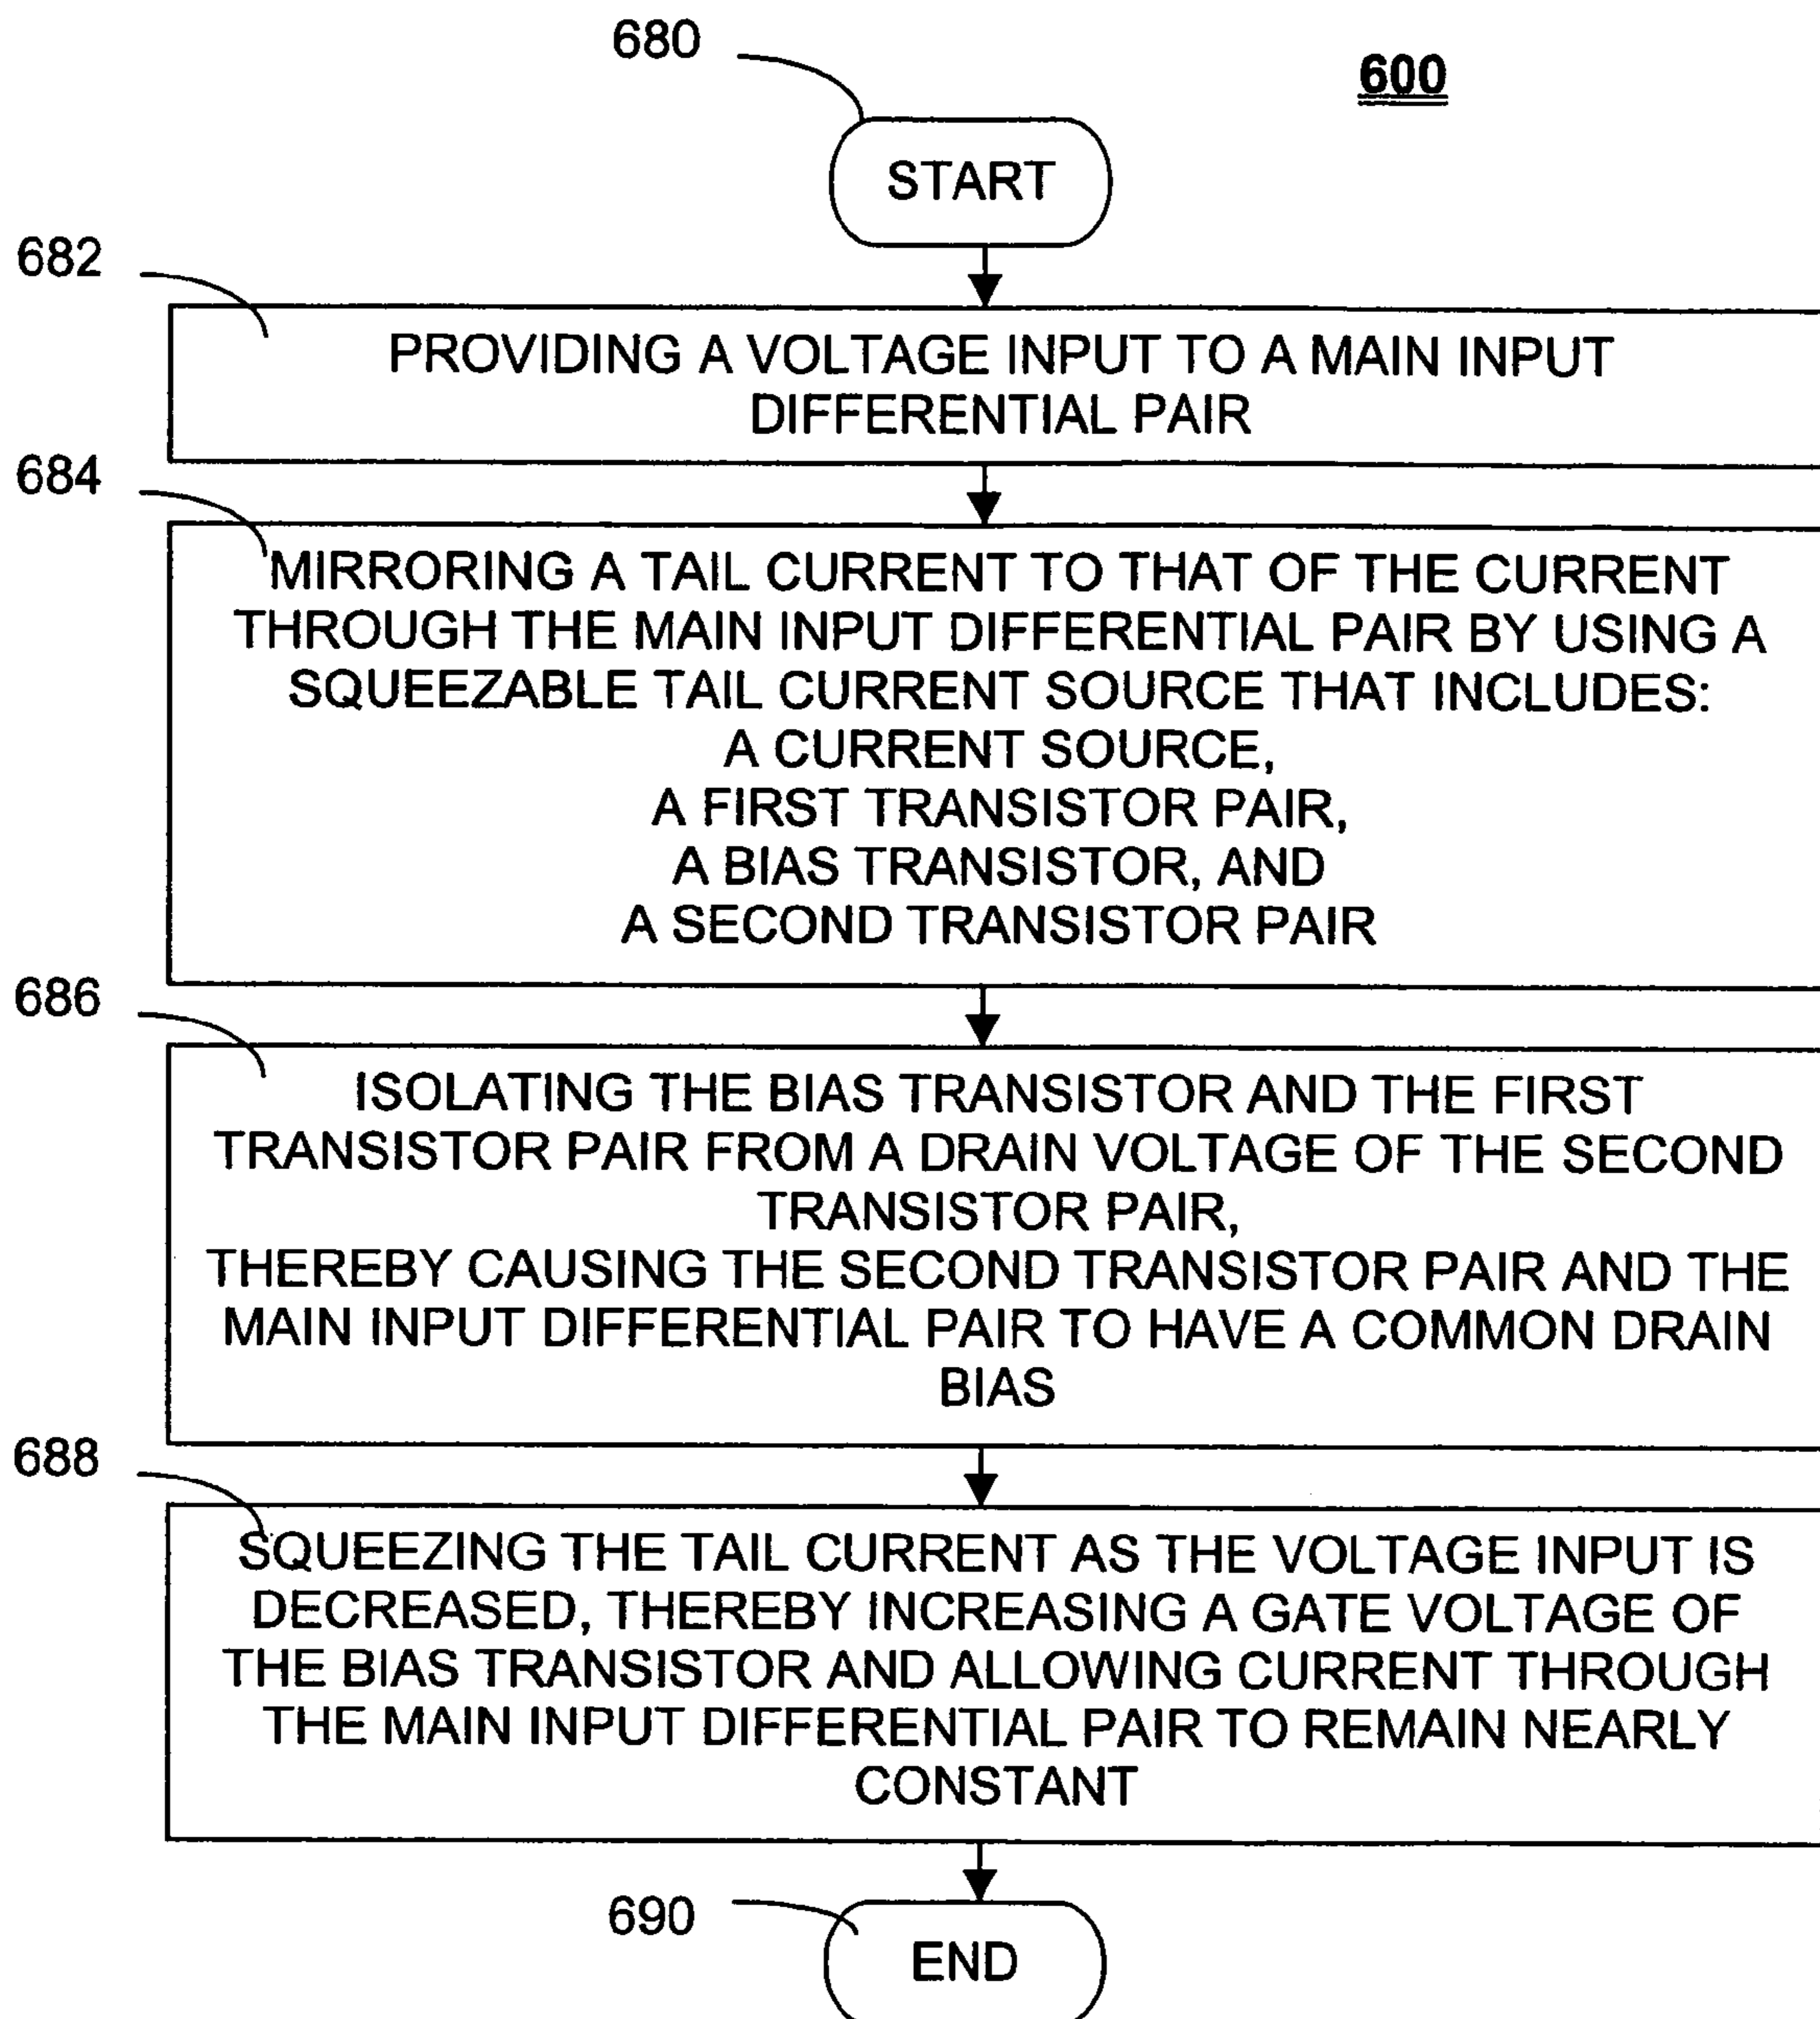 680
600
START
682
PROVIDING A VOLTAGE INPUT TO A MAIN INPUT
DIFFERENTIAL PAIR
684
MIRRORING A TAIL CURRENT TO THAT OF THE CURRENT
THROUGH THE MAIN INPUT DIFFERENTIAL PAIR BY USING A
SQUEEZABLE TAIL CURRENT SOURCE THAT INCLUDES:
A CURRENT SOURCE,
A FIRST TRANSISTOR PAIR,
A BIAS TRANSISTOR, AND
A SECOND TRANSISTOR PAIR
686
ISOLATING THE BIAS TRANSISTOR AND THE FIRST
TRANSISTOR PAIR FROM A DRAIN VOLTAGE OF THE SECOND
TRANSISTOR PAIR,
THEREBY CAUSING THE SECOND TRANSISTOR PAIR AND THE
MAIN INPUT DIFFERENTIAL PAIR TO HAVE A COMMON DRAIN
BIAS
688
SQUEEZING THE TAIL CURRENT AS THE VOLTAGE INPUT IS
DECREASED, THEREBY INCREASING A GATE VOLTAGE OF
THE BIAS TRANSISTOR AND ALLOWING CURRENT THROUGH
THE MAIN INPUT DIFFERENTIAL PAIR TO REMAIN NEARLY
CONSTANT
690
END